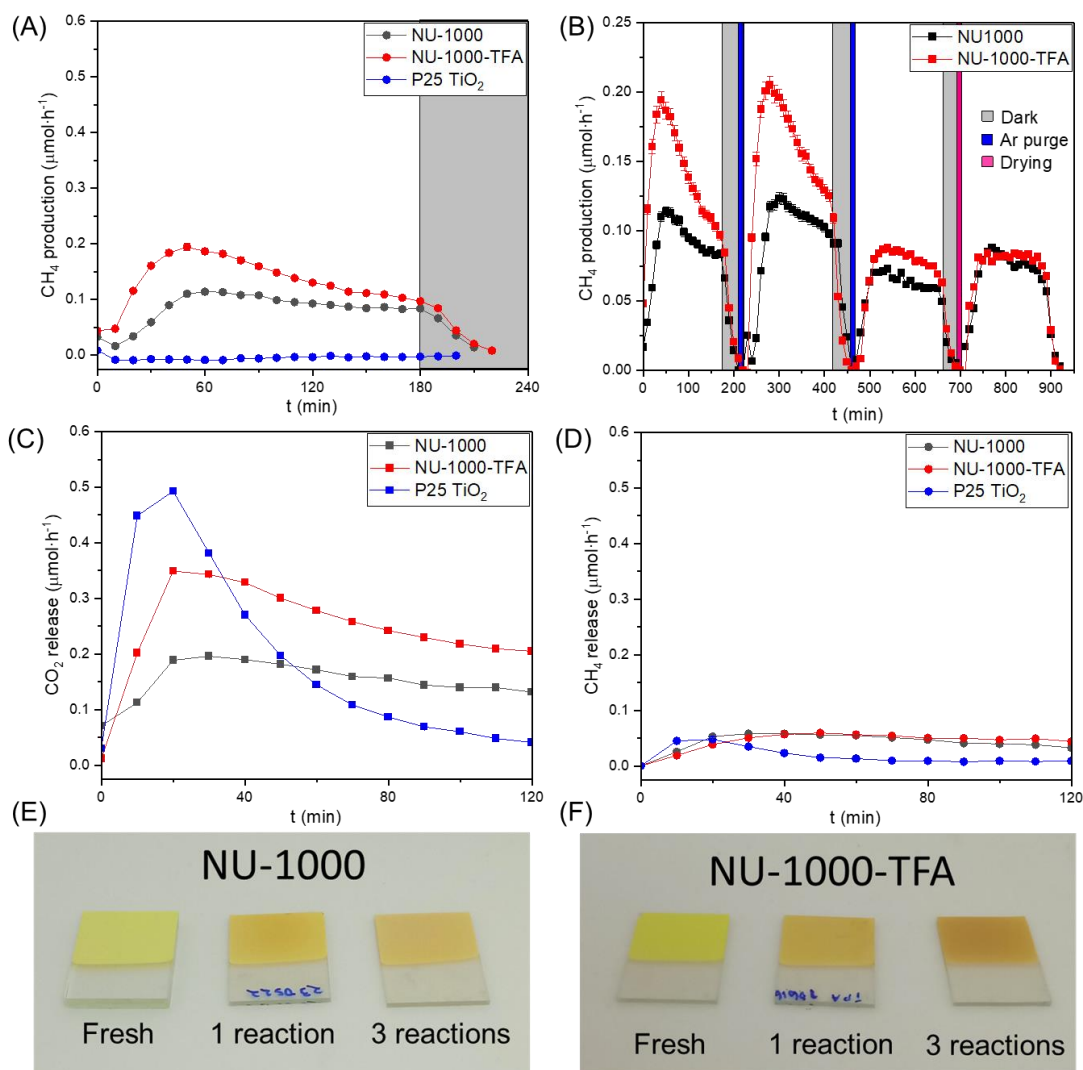 (A)
0.6
0.5
0.4
0.3
0.2
0.1
0.0
CH₄ production (μmol·h⁻¹)
NU-1000
NU-1000-TFA
P25 TiO₂
0 60 120 180 240
t (min)
(B)
0.25
0.20
0.15
0.10
0.05
0.00
CH₄ production (μmol·h⁻¹)
NU1000
NU-1000-TFA
Dark
Ar purge
Drying
0 100 200 300 400 500 600 700 800 900
t (min)
(C)
0.6
0.5
0.4
0.3
0.2
0.1
0.0
CO₂ release (μmol·h⁻¹)
NU-1000
NU-1000-TFA
P25 TiO₂
0 40 80 120
t (min)
(D)
0.6
0.5
0.4
0.3
0.2
0.1
0.0
CH₄ release (μmol·h⁻¹)
NU-1000
NU-1000-TFA
P25 TiO₂
0 40 80 120
t (min)
(E)
NU-1000
Fresh 1 reaction 3 reactions
(F)
NU-1000-TFA
TFA
Fresh 1 reaction 3 reactions